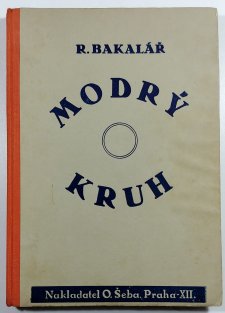 R. BAKALÁŘ
MODRÝ
KRUH
Nakladatel O. Šeba, Praha-XII.